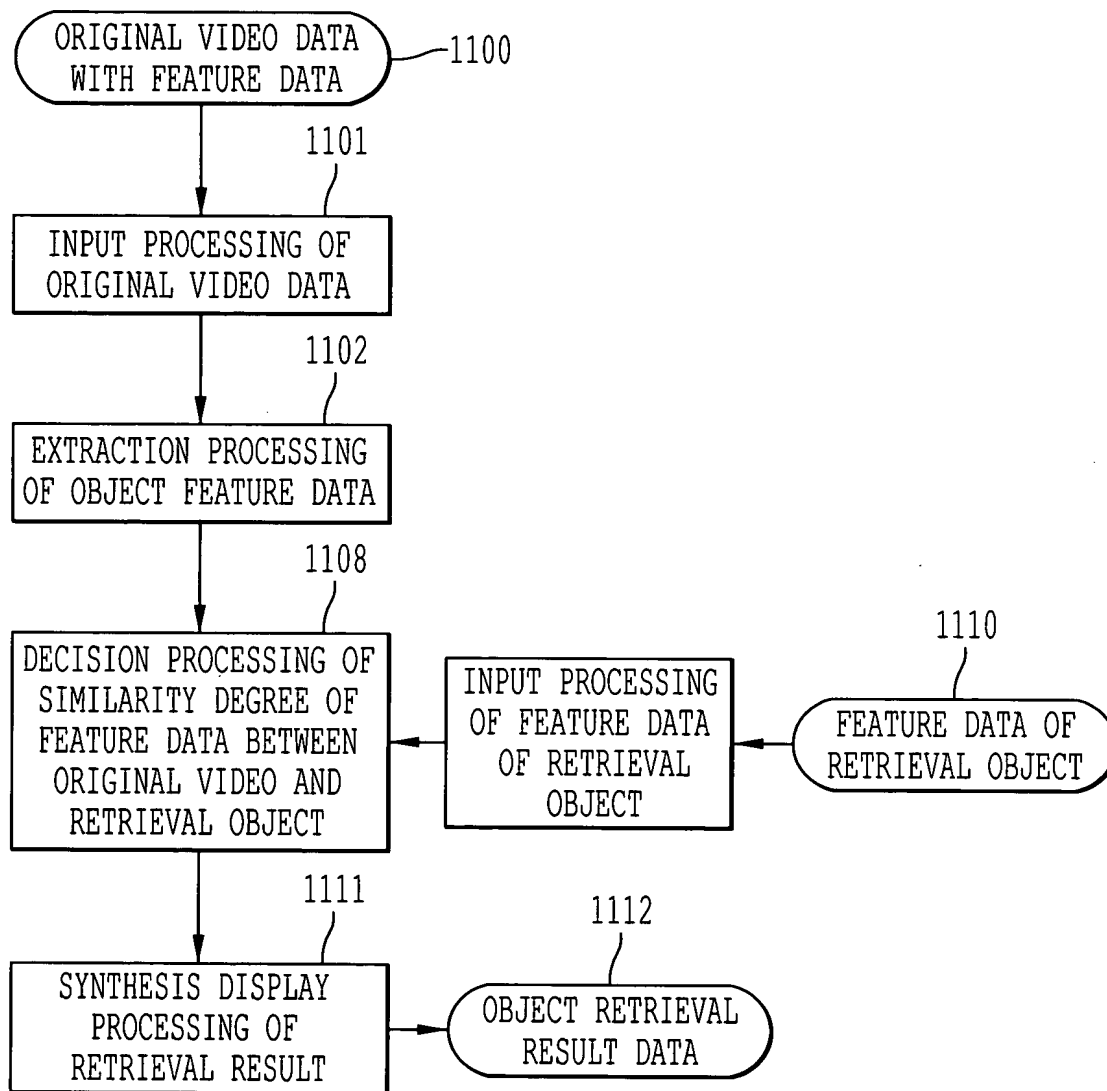 ORIGINAL VIDEO DATA
WITH FEATURE DATA
1100
1101
INPUT PROCESSING OF
ORIGINAL VIDEO DATA
1102
EXTRACTION PROCESSING
OF OBJECT FEATURE DATA
1108
DECISION PROCESSING OF
SIMILARITY DEGREE OF
FEATURE DATA BETWEEN
ORIGINAL VIDEO AND
RETRIEVAL OBJECT
INPUT PROCESSING
OF FEATURE DATA
OF RETRIEVAL
OBJECT
1110
FEATURE DATA OF
RETRIEVAL OBJECT
1111
SYNTHESIS DISPLAY
PROCESSING OF
RETRIEVAL RESULT
1112
OBJECT RETRIEVAL
RESULT DATA